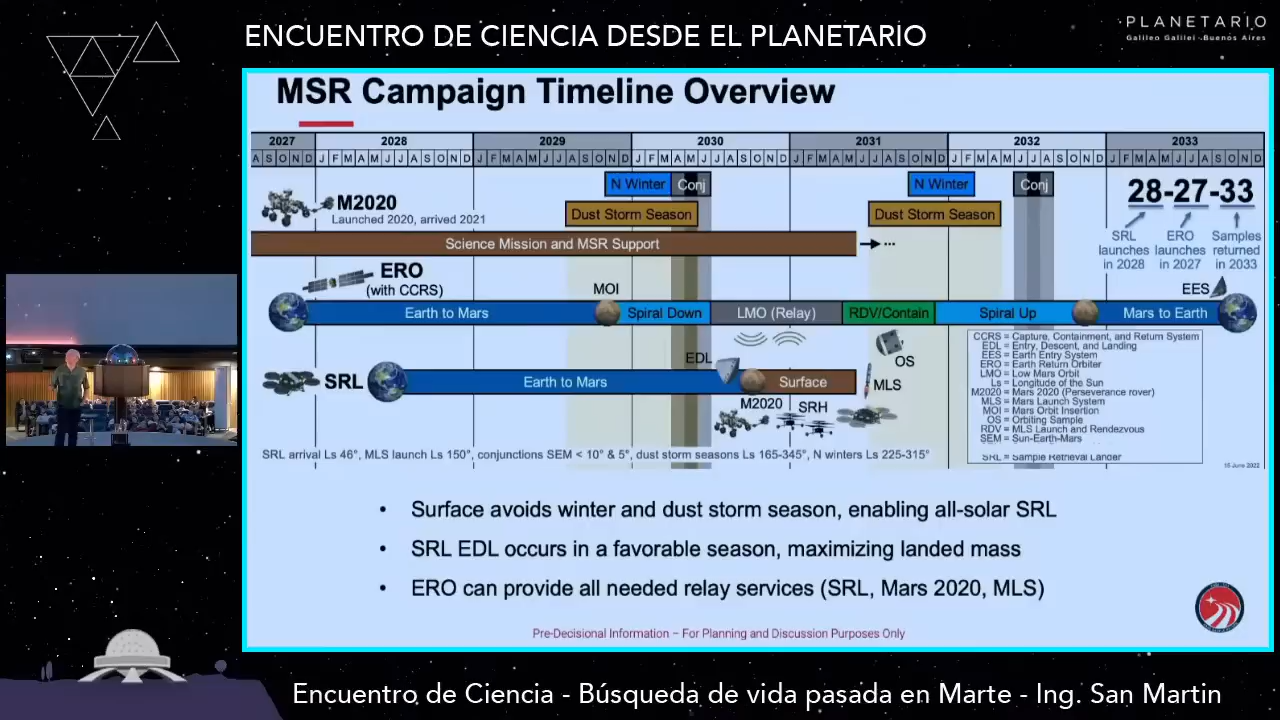 ENCUENTRO DE CIENCIA DESDE EL PLANETARIO
PLANETARIO
Galileo Galilei - Buenos Aires
MSR Campaign Timeline Overview
2027 2028 2029 2030 2031 2032 2033
A S O N D J F M A M J J A S O N D J F M A M J J A S O N D J F M A M J J A S O N D J F M A M J J A S O N D J F M A M J J A S O N D J F M A M J J A S O N D
N Winter Conj N Winter Conj
M2020
Launched 2020, arrived 2021
Dust Storm Season Dust Storm Season
28-27-33
SRL launches in 2028
ERO launches in 2027
Samples returned in 2033
Science Mission and MSR Support ...
ERO
(with CCRS)
MOI
EES
Earth to Mars Spiral Down LMO (Relay) RDV/Contain Spiral Up Mars to Earth
EDL
OS
SRL Earth to Mars Surface MLS
M2020 SRH
CCRS = Capture, Containment, and Return System
EDL = Entry, Descent, and Landing
EES = Earth Entry System
ERO = Earth Return Orbiter
LMO = Low Mars Orbit
Ls = Longitude of the Sun
M2020 = Mars 2020 (Perseverance rover)
MLS = Mars Launch System
MOI = Mars Orbit Insertion
OS = Orbiting Sample
RDV = MLS Launch and Rendezvous
SEM = Sun-Earth-Mars
SRL = Sample Retrieval Lander
SRL arrival Ls 46°, MLS launch Ls 150°, conjunctions SEM < 10° & 5°, dust storm seasons Ls 165-345°, N winters Ls 225-315°
15 June 2022
• Surface avoids winter and dust storm season, enabling all-solar SRL
• SRL EDL occurs in a favorable season, maximizing landed mass
• ERO can provide all needed relay services (SRL, Mars 2020, MLS)
Pre-Decisional Information – For Planning and Discussion Purposes Only
Encuentro de Ciencia - Búsqueda de vida pasada en Marte - Ing. San Martin